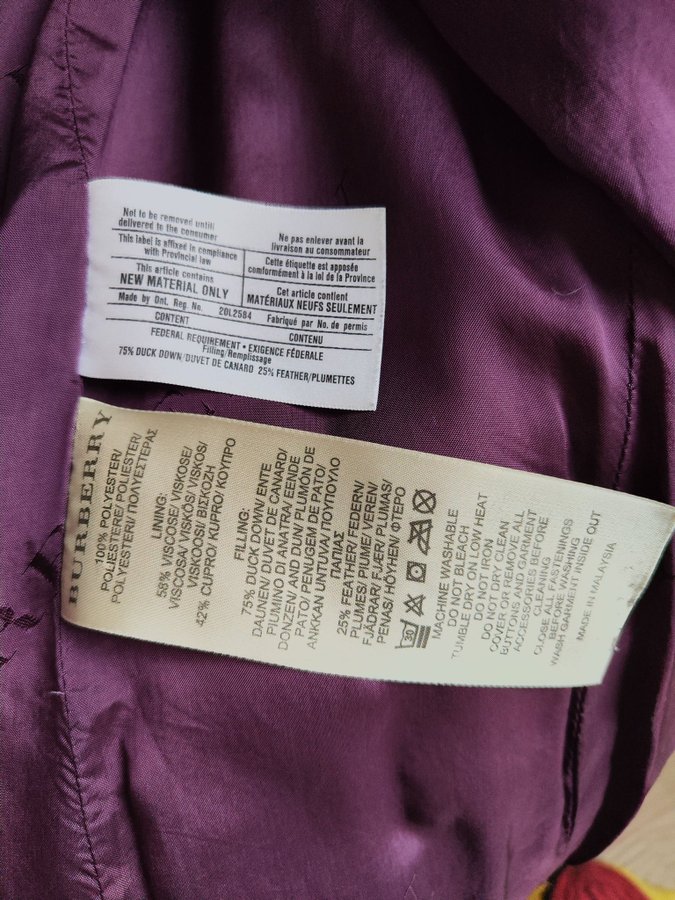 Not to be removed until
delivered to the consumer
This label is affixed in compliance
with Provincial law
This article contains
NEW MATERIAL ONLY
Made by Ont. Reg. No. 20L2584
CONTENT
Ne pas enlever avant la
livraison au consommateur
Cette étiquette est apposée
conformément à la loi de la Province
Cet article contient
MATÉRIAUX NEUFS SEULEMENT
Fabriqué par No. de permis
CONTENU
FEDERAL REQUIREMENT • EXIGENCE FÉDÉRALE
Filling/Remplissage
75% DUCK DOWN/DUVET DE CANARD 25% FEATHER/PLUMETTES
BURBERRY
100% POLYESTER/
POLIESTERE/ POLIESTER/
POLYESTERI/ ΠΟΛΥΕΣΤΕΡΑΣ
LINING:
58% VISCOSE/ VISKOSE/
VISCOSA/ VISKÓS/ VISKOS/
VISKOOSI/ ΒΙΣΚΟΖΗ
42% CUPRO/ KUPRO/ ΚΟΥΠΡΟ
FILLING:
75% DUCK DOWN/ ENTE
DAUNEN/ DUVET DE CANARD/
FIUMINO DI ANATRA/ EENDE
DONZEN/ AND DUN/ PLUMÓN DE
PATO/ PENUGEM DE PATO/
ANKKAN UNTUVA/ ΠΟΥΠΟΥΛΟ
ΠΑΠΙΑΣ
25% FEATHER/ FEDERN/
PLUMES/ PIUME/ VEREN/
FJÄDRAR/ FJER/ PLUMAS/
PENAS/ HÖYHEN/ ΦΤΕΡΟ
30
MACHINE WASHABLE
DO NOT BLEACH
TUMBLE DRY ON LOW HEAT
DO NOT IRON
DO NOT DRY CLEAN
COVER OR REMOVE ALL
BUTTONS AND GARMENT
ACCESSORIES BEFORE
CLEANING
CLOSE ALL FASTENINGS
BEFORE WASHING
WASH GARMENT INSIDE OUT
MADE IN MALAYSIA